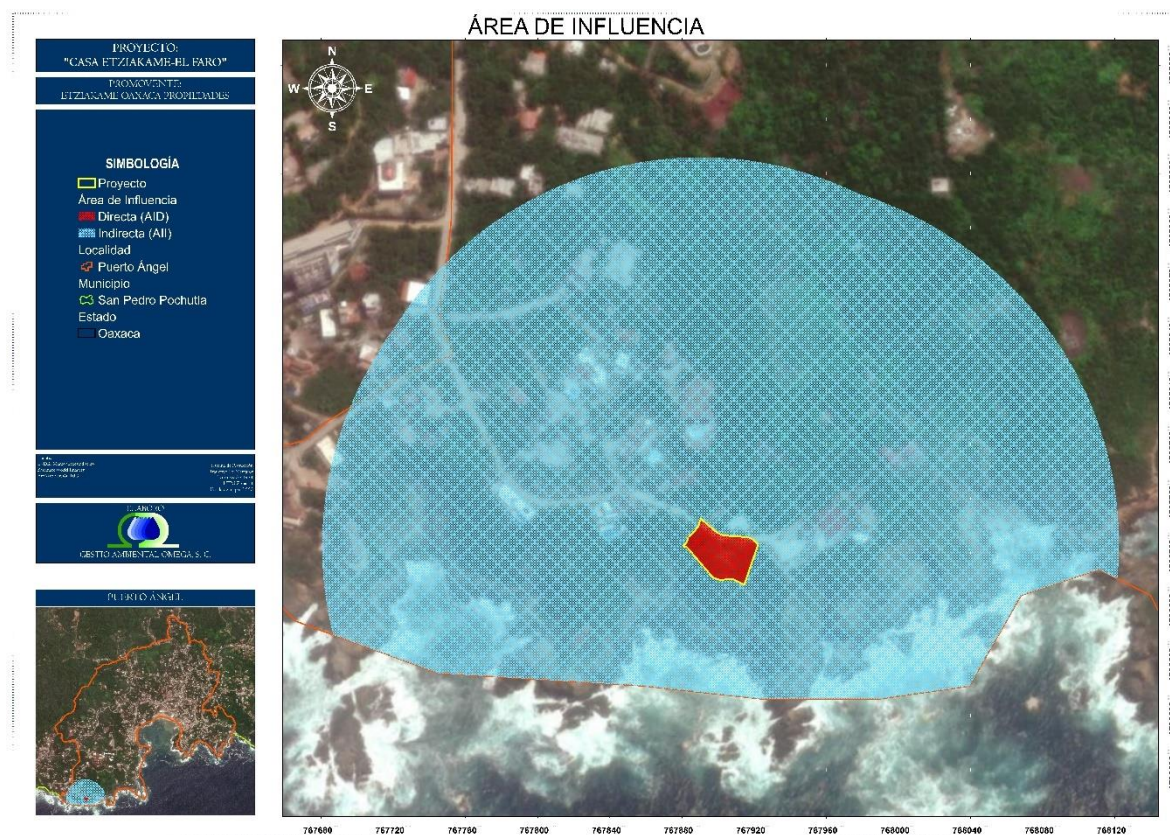 ÁREA DE INFLUENCIA
PROYECTO:
"CASA ETZIAKAME-EL FARO"
PROMOVENTE:
ETZIAKAME OAXACA PROPIEDADES
SIMBOLOGÍA
Proyecto
Área de Influencia
Directa (AID)
Indirecta (AII)
Localidad
Puerto Ángel
Municipio
San Pedro Pochutla
Estado
Oaxaca
ELABORÓ
GESTIÓ AMBIENTAL OMEGA, S. C.
PUERTO ÁNGEL
N
W E
S
767680 767720 767760 767800 767840 767880 767920 767960 768000 768040 768080 768120